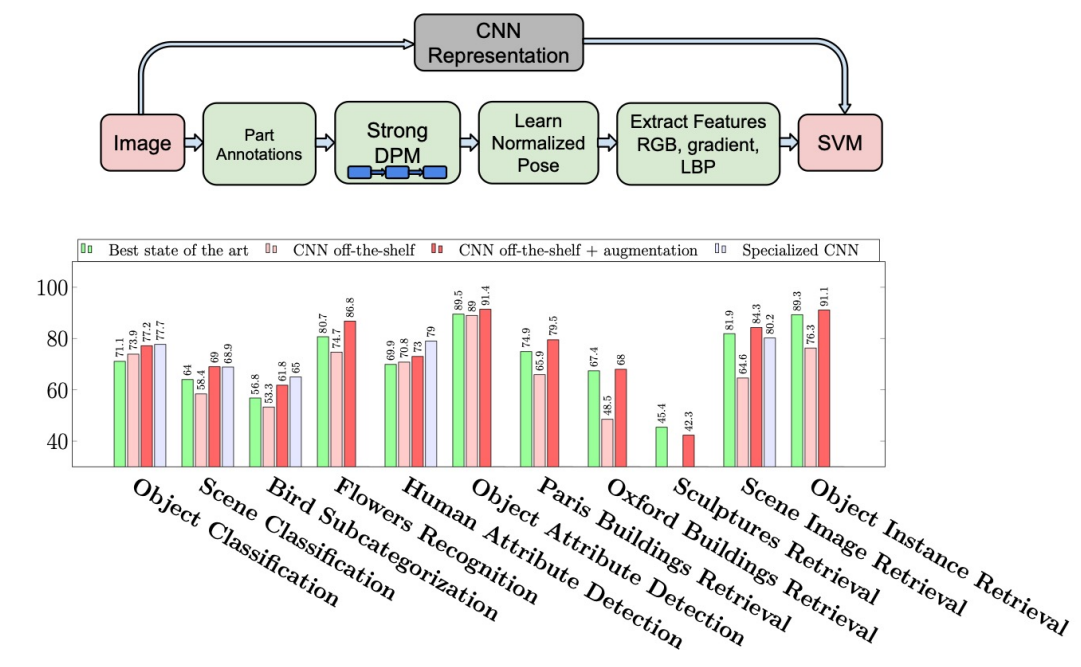 CNN
Representation
Image
Part
Annotations
Strong
DPM
Learn
Normalized
Pose
Extract Features
RGB, gradient,
LBP
SVM
Best state of the art CNN off-the-shelf CNN off-the-shelf + augmentation Specialized CNN
100
80
60
40
71.1 73.9 77.2 77.7
64 58.4 69 68.9
56.8 53.3 61.8 65
80.7 74.7 86.8
69.9 70.8 73 79
89.5 89 91.4
74.9 65.9 79.5
67.4 48.5 68
45.4 42.3
81.9 64.6 84.3 80.2
89.3 76.3 91.1
Object Classification
Scene Classification
Bird Subcategorization
Flowers Recognition
Human Attribute Detection
Object Attribute Detection
Paris Buildings Retrieval
Oxford Buildings Retrieval
Sculptures Retrieval
Scene Image Retrieval
Object Instance Retrieval